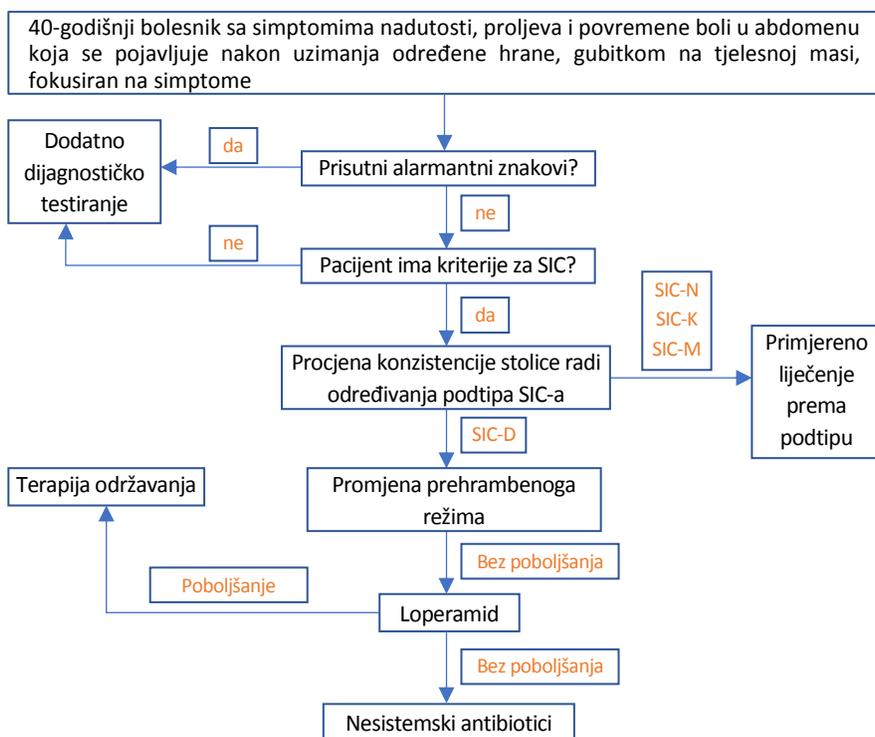 40-godišnji bolesnik sa simptomima nadutosti, proljeva i povremene boli u abdomenu
koja se pojavljuje nakon uzimanja određene hrane, gubitkom na tjelesnoj masi,
fokusiran na simptome
Dodatno
dijagnostičko
testiranje
da
Prisutni alarmantni znakovi?
ne
ne
Pacijent ima kriterije za SIC?
da
SIC-N
SIC-K
SIC-M
Procjena konzistencije stolice radi
određivanja podtipa SIC-a
Primjereno
liječenje
prema
podtipu
SIC-D
Terapija održavanja
Promjena prehrambenoga
režima
Bez poboljšanja
Poboljšanje
Loperamid
Bez poboljšanja
Nesistemski antibiotici